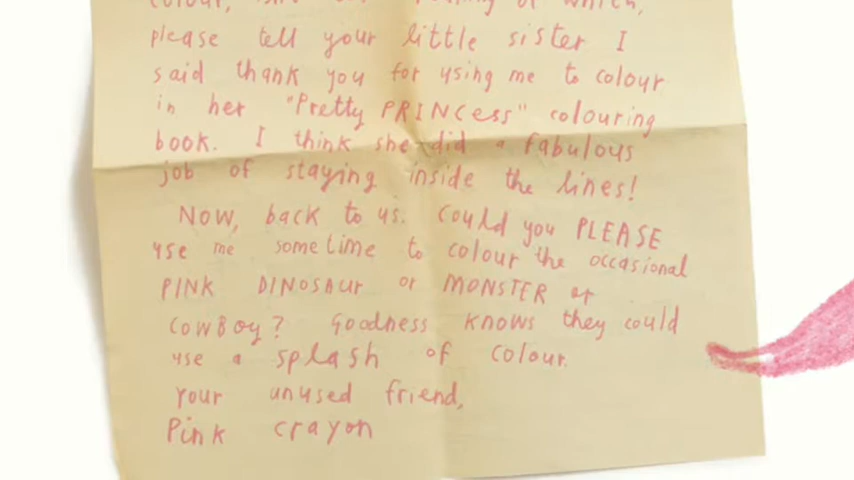 please tell your little sister I
said thank you for using me to colour
in her "Pretty PRINCess" colouring
book. I think she did a fabulous
job of staying inside the lines!
Now, back to us. Could you PLEASE
use me sometime to colour the occasional
PINK DINOSAUr or MONSTER or
COWBOy? Goodness knows they could
use a splash of colour.
Your unused friend,
Pink crayon